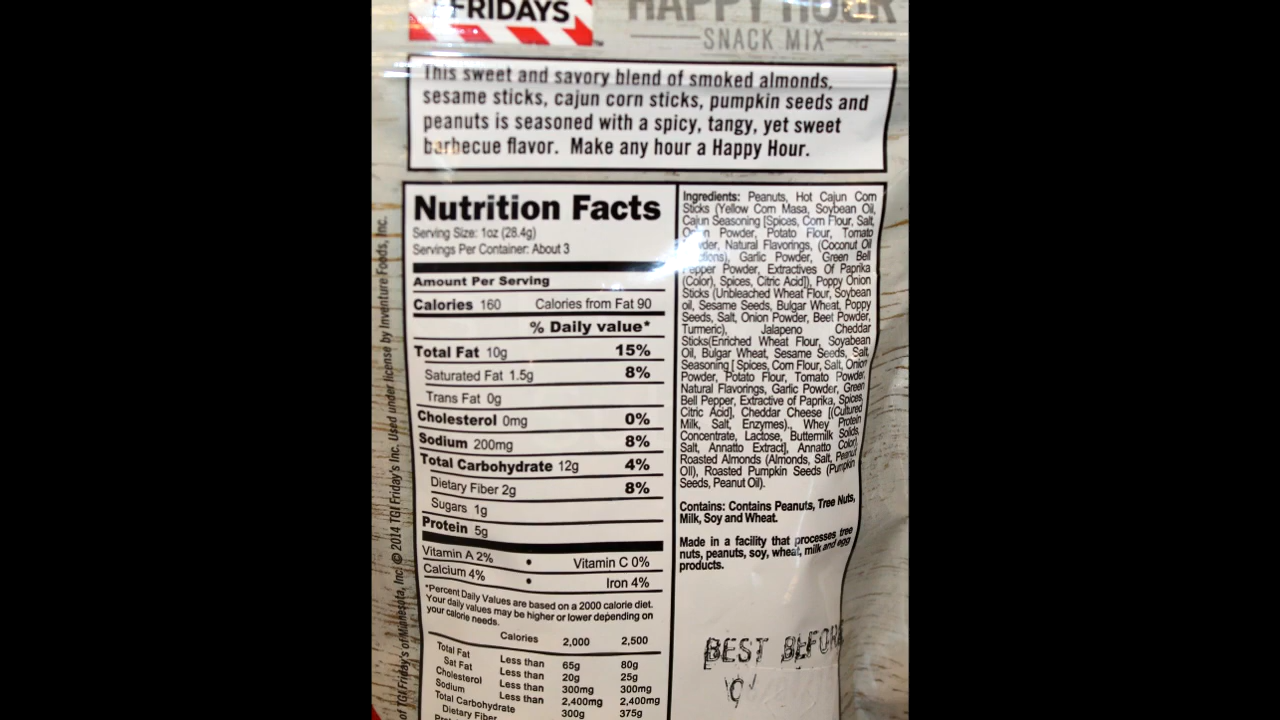 FRIDAYS
HAPPY HOUR
SNACK MIX
This sweet and savory blend of smoked almonds,
sesame sticks, cajun corn sticks, pumpkin seeds and
peanuts is seasoned with a spicy, tangy, yet sweet
barbecue flavor. Make any hour a Happy Hour.
Nutrition Facts
Serving Size: 1oz (28.4g)
Servings Per Container: About 3
Amount Per Serving
Calories 160 Calories from Fat 90
% Daily value*
Total Fat 10g 15%
Saturated Fat 1.5g 8%
Trans Fat 0g
Cholesterol 0mg 0%
Sodium 200mg 8%
Total Carbohydrate 12g 4%
Dietary Fiber 2g 8%
Sugars 1g
Protein 5g
Vitamin A 2% • Vitamin C 0%
Calcium 4% • Iron 4%
*Percent Daily Values are based on a 2000 calorie diet.
Your daily values may be higher or lower depending on
your calorie needs.
Calories 2,000 2,500
Total Fat Less than 65g 80g
Sat Fat Less than 20g 25g
Cholesterol Less than 300mg 300mg
Sodium Less than 2,400mg 2,400mg
Total Carbohydrate 300g 375g
Dietary Fiber
Ingredients: Peanuts, Hot Cajun Corn
Sticks (Yellow Corn Masa, Soybean Oil,
Cajun Seasoning [Spices, Corn Flour, Salt,
Onion Powder, Potato Flour, Tomato
Natural Flavorings, (Coconut Oil
Garlic Powder, Green Bell
Pepper Powder, Extractives Of Paprika
(Color), Spices, Citric Acid]), Poppy Onion
Sticks (Unbleached Wheat Flour, Soybean
oil, Sesame Seeds, Bulgar Wheat, Poppy
Seeds, Salt, Onion Powder, Beet Powder,
Turmeric), Jalapeno Cheddar
Sticks(Enriched Wheat Flour, Soyabean
Oil, Bulgar Wheat, Sesame Seeds, Salt,
Seasoning [ Spices, Corn Flour, Salt, Onion
Powder, Potato Flour, Tomato Powder,
Natural Flavorings, Garlic Powder, Green
Bell Pepper, Extractive of Paprika, Spices,
Citric Acid], Cheddar Cheese [(Cultured
Milk, Salt, Enzymes)., Whey Protein
Concentrate, Lactose, Buttermilk Solids,
Salt, Annatto Extract], Annatto Color),
Roasted Almonds (Almonds, Salt, Peanut
OIl), Roasted Pumpkin Seeds (Pumpkin
Seeds, Peanut Oil).
Contains: Contains Peanuts, Tree Nuts,
Milk, Soy and Wheat.
Made in a facility that processes tree
nuts, peanuts, soy, wheat, milk and egg
products.
BEST BEFORE
of TGI Friday's of Minnesota, Inc. © 2014 TGI Friday's Inc. Used under license by Inventure Foods, Inc.